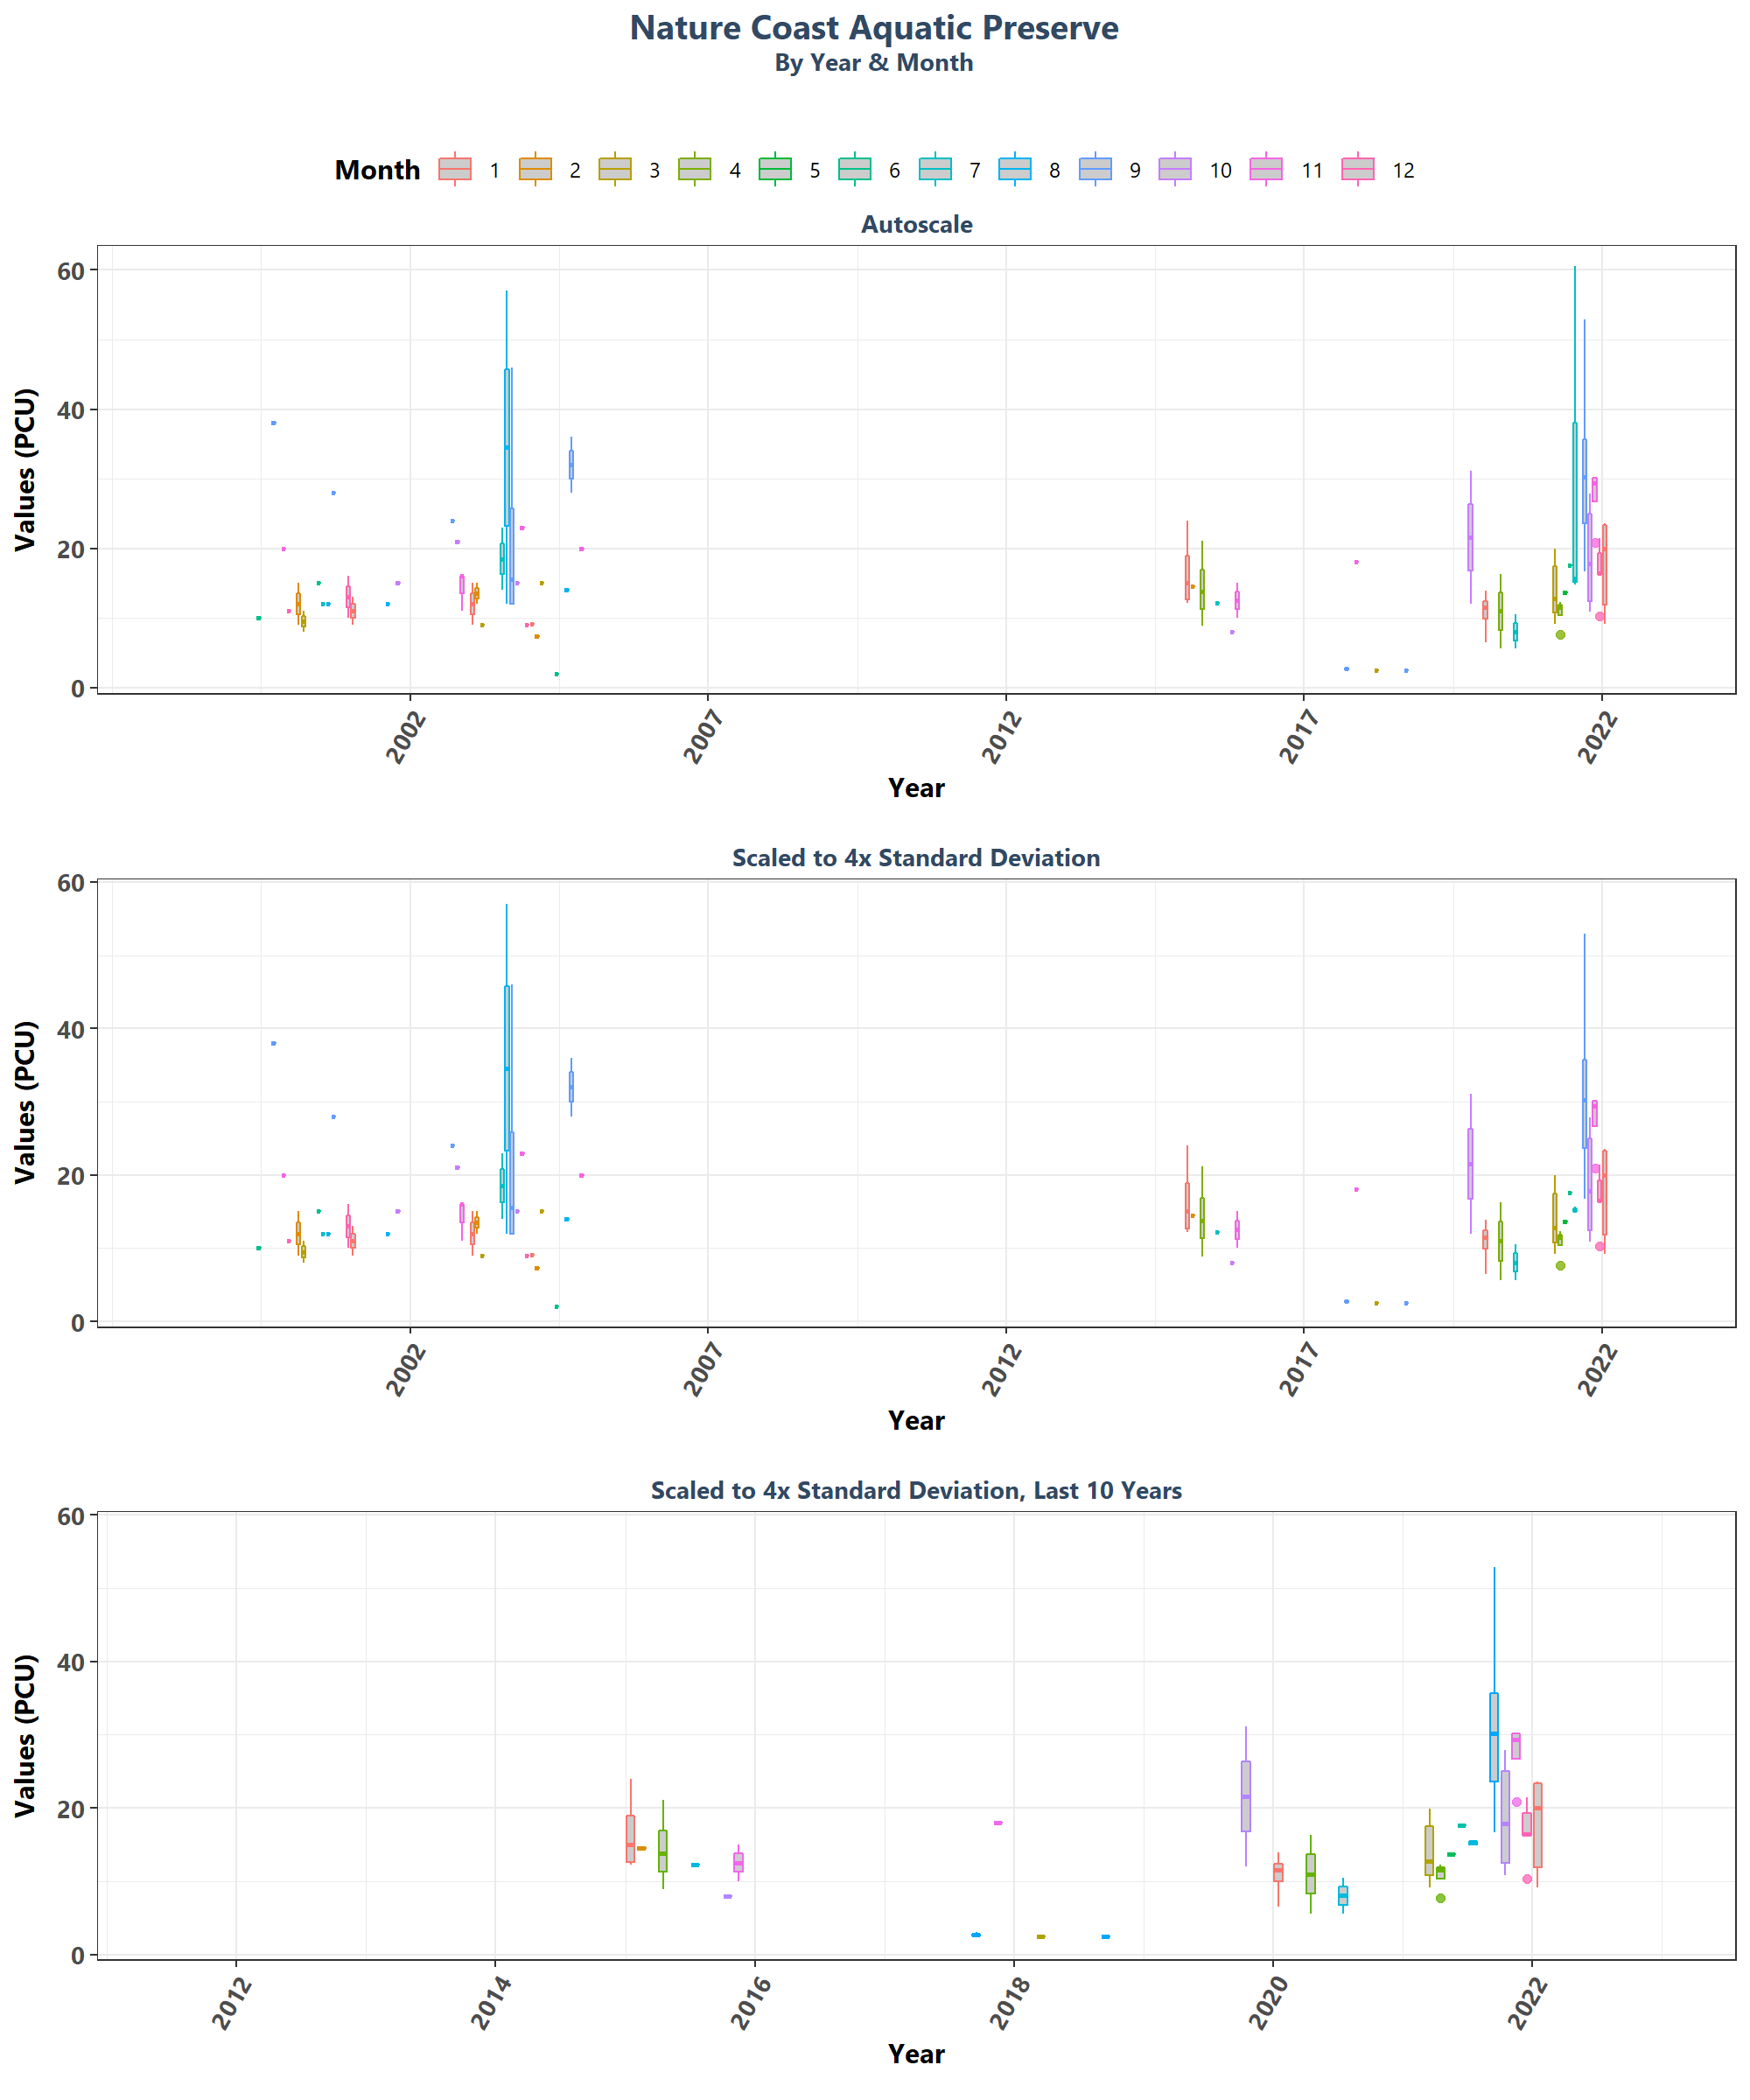 Nature Coast Aquatic Preserve
By Year & Month
Month 1 2 3 4 5 6 7 8 9 10 11 12
Autoscale
Values (PCU)
60
40
20
0
2002 2007 2012 2017 2022
Year
Scaled to 4x Standard Deviation
Values (PCU)
60
40
20
0
2002 2007 2012 2017 2022
Year
Scaled to 4x Standard Deviation, Last 10 Years
Values (PCU)
60
40
20
0
2012 2014 2016 2018 2020 2022
Year